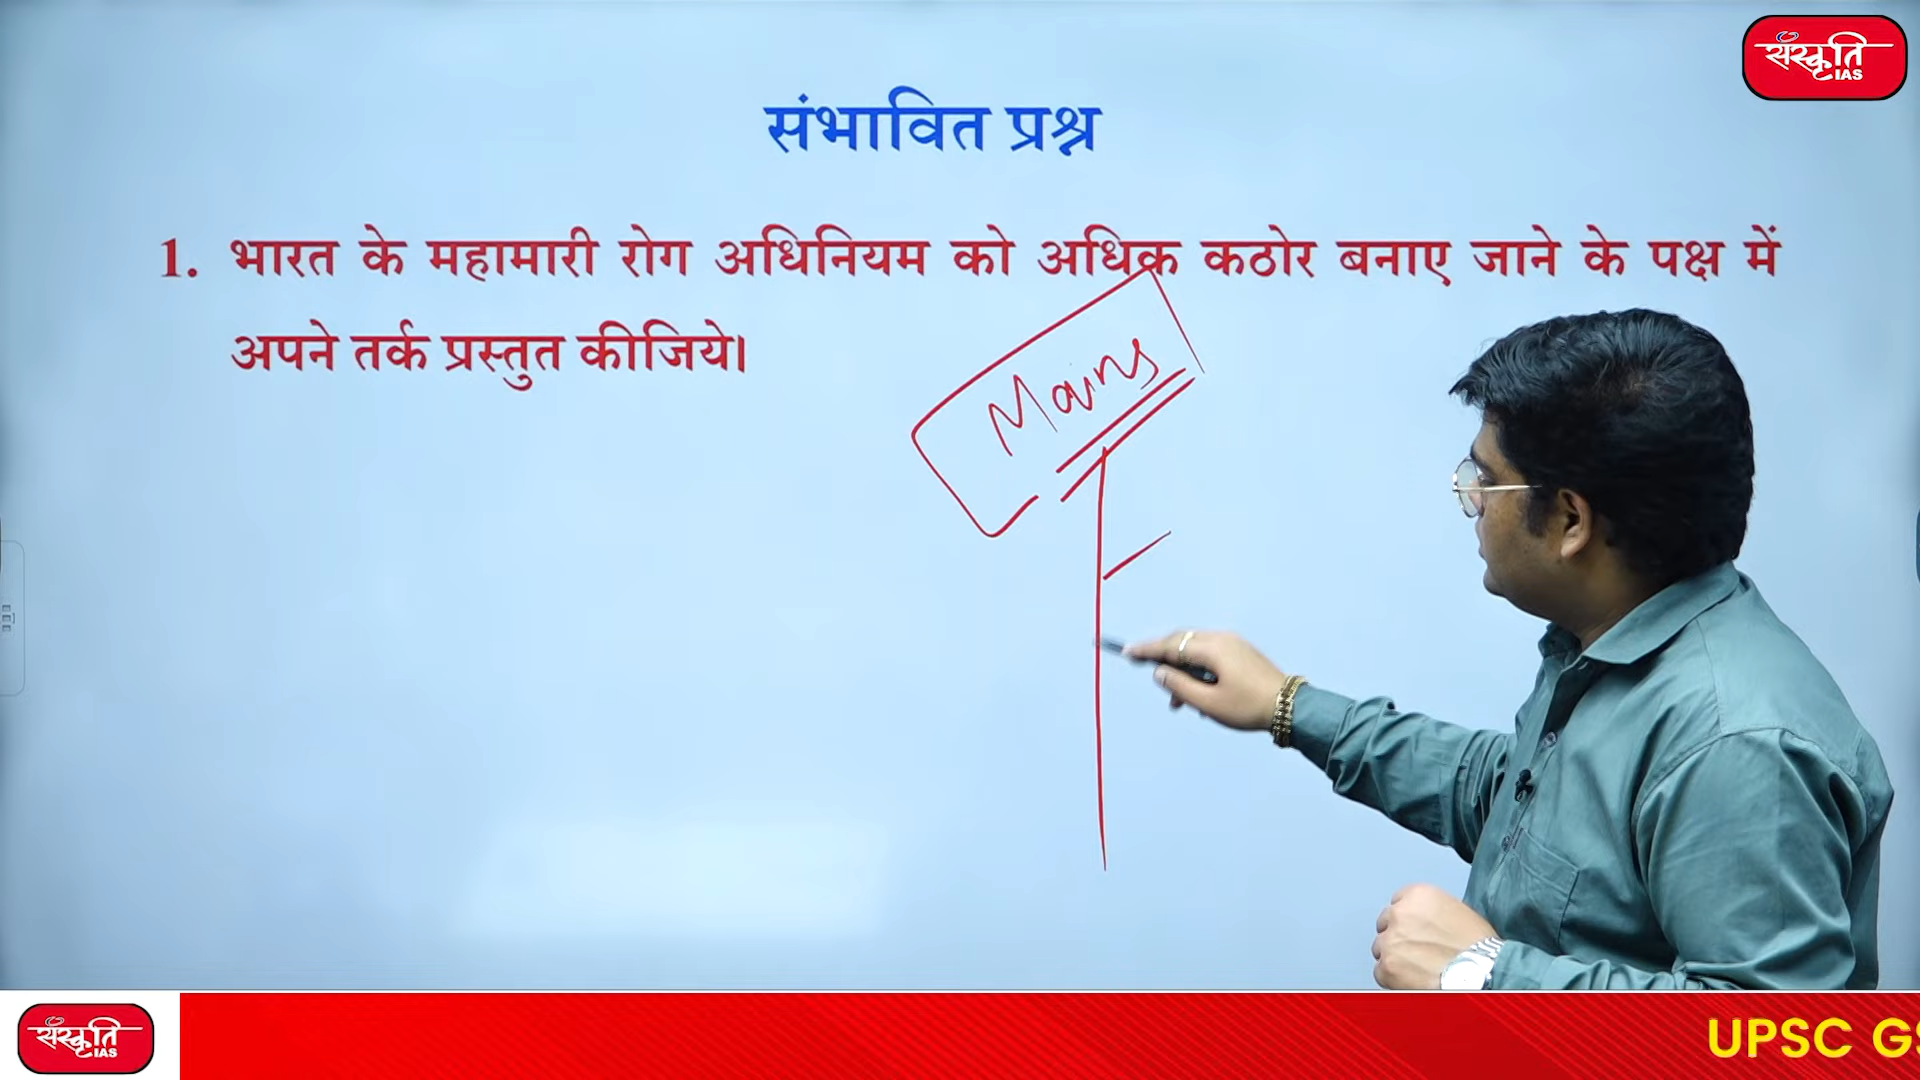 संस्कृति
IAS
संभावित प्रश्न
1. भारत के महामारी रोग अधिनियम को अधिक कठोर बनाए जाने के पक्ष में
अपने तर्क प्रस्तुत कीजिये।
Mains
संस्कृति
IAS
UPSC GS